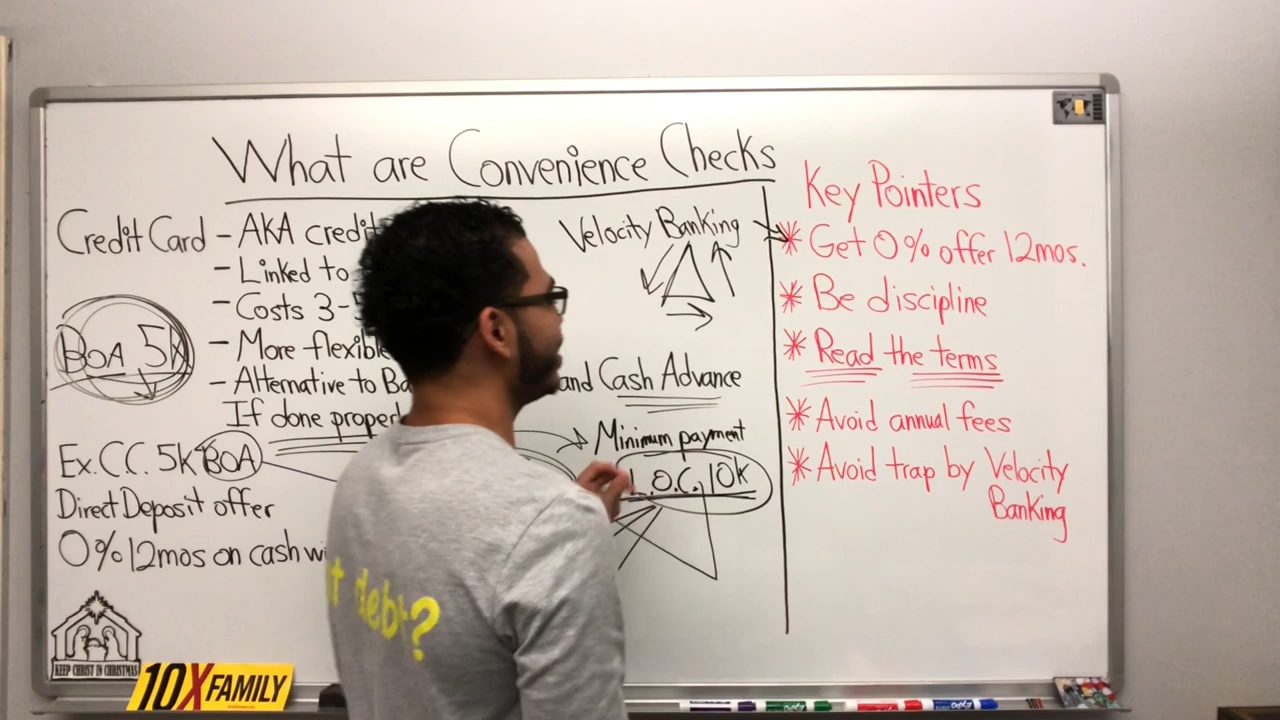 What are Convenience Checks
Credit Card - AKA credit
- Linked to
- Costs 3-5
- More flexible
- Alternative to Ba and Cash Advance
If done proper
BOA 5K
Ex. C.C. 5K BOA
Direct Deposit offer
0% 12mos on cash wi
Velocity Banking
Minimum payment
L.O.C. 10k
Key Pointers
* Get 0% offer 12mos.
* Be discipline
* Read the terms
* Avoid annual fees
* Avoid trap by Velocity
Banking
t debt?
KEEP CHRIST IN CHRISTMAS
10X FAMILY
EXPO